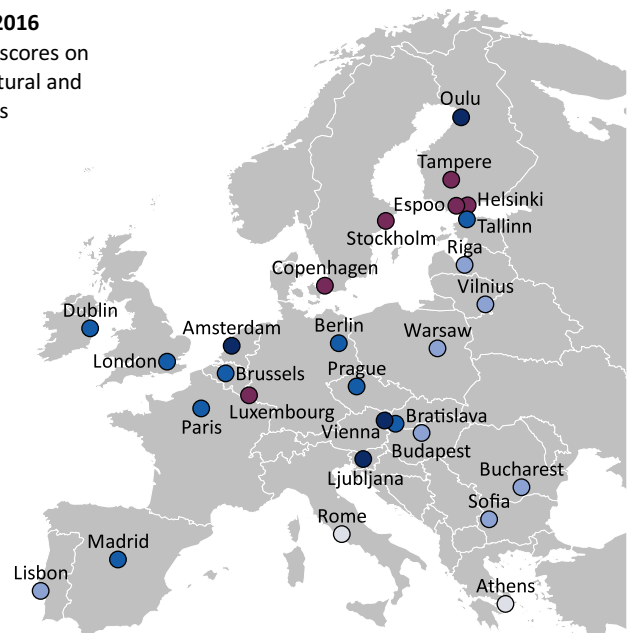 2016
scores on
tural and
s
Oulu
Tampere
Espoo
Helsinki
Tallinn
Stockholm
Riga
Copenhagen
Vilnius
Dublin
Amsterdam
Berlin
Warsaw
London
Brussels
Prague
Luxembourg
Paris
Bratislava
Vienna
Budapest
Ljubljana
Bucharest
Sofia
Rome
Madrid
Lisbon
Athens